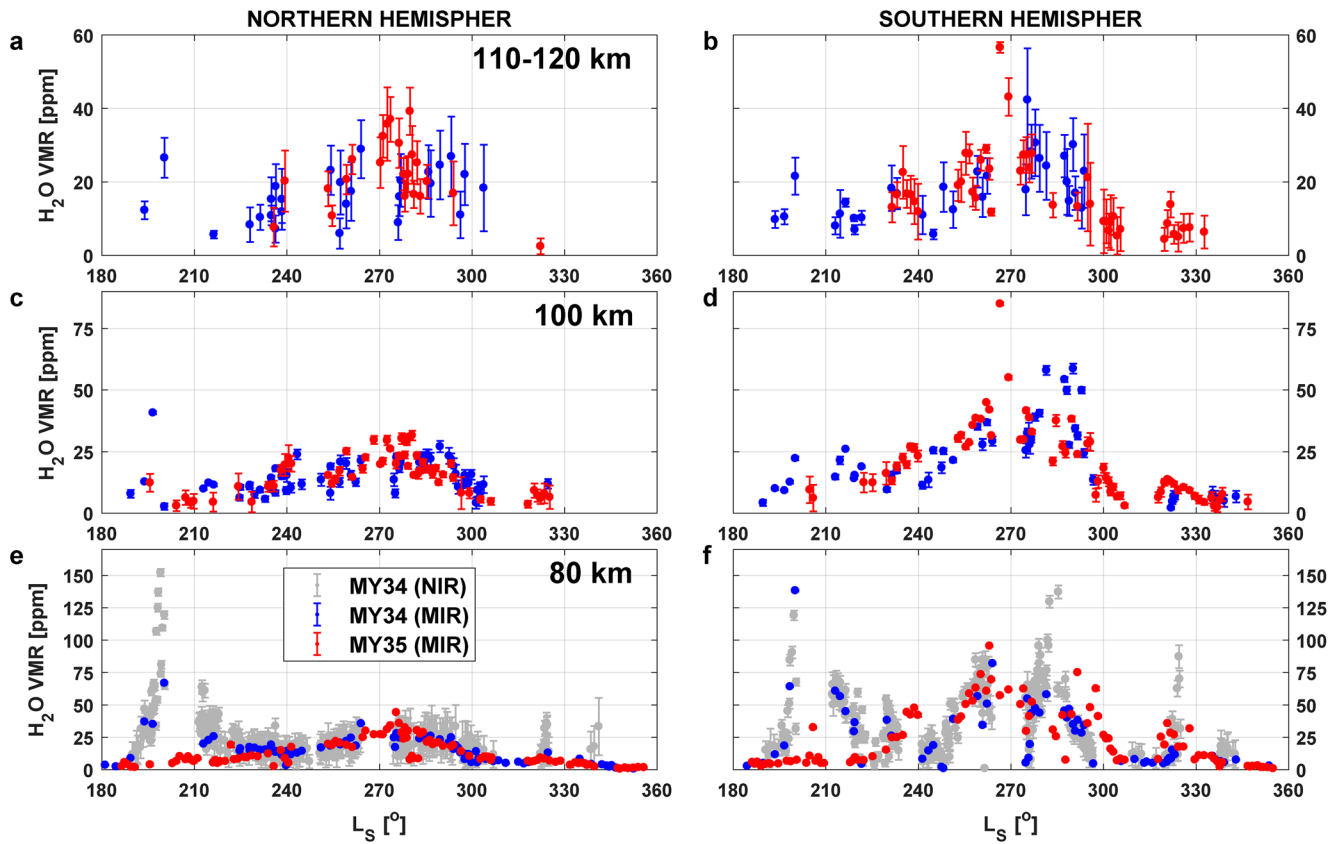 NORTHERN HEMISPHER
SOUTHERN HEMISPHER
a
b
110-120 km
H2O VMR [ppm]
60
40
20
0
60
40
20
0
180 210 240 270 300 330 360
180 210 240 270 300 330 360
c
d
100 km
H2O VMR [ppm]
75
50
25
0
75
50
25
0
180 210 240 270 300 330 360
180 210 240 270 300 330 360
e
f
80 km
MY34 (NIR)
MY34 (MIR)
MY35 (MIR)
H2O VMR [ppm]
150
125
100
75
50
25
0
150
125
100
75
50
25
0
180 210 240 270 300 330 360
180 210 240 270 300 330 360
LS [o]
LS [o]